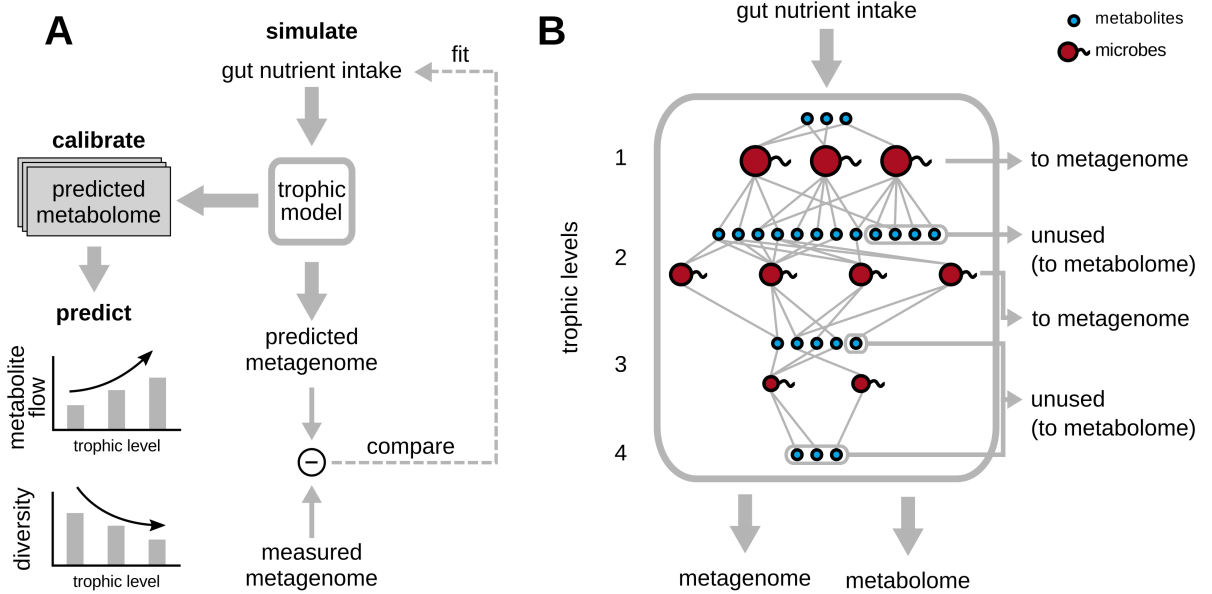 A
simulate
gut nutrient intake
fit
calibrate
predicted
metabolome
trophic
model
predict
predicted
metagenome
metabolite
flow
trophic level
compare
−
diversity
trophic level
measured
metagenome
B
gut nutrient intake
metabolites
microbes
trophic levels
1
to metagenome
2
unused
(to metabolome)
to metagenome
3
unused
(to metabolome)
4
metagenome
metabolome